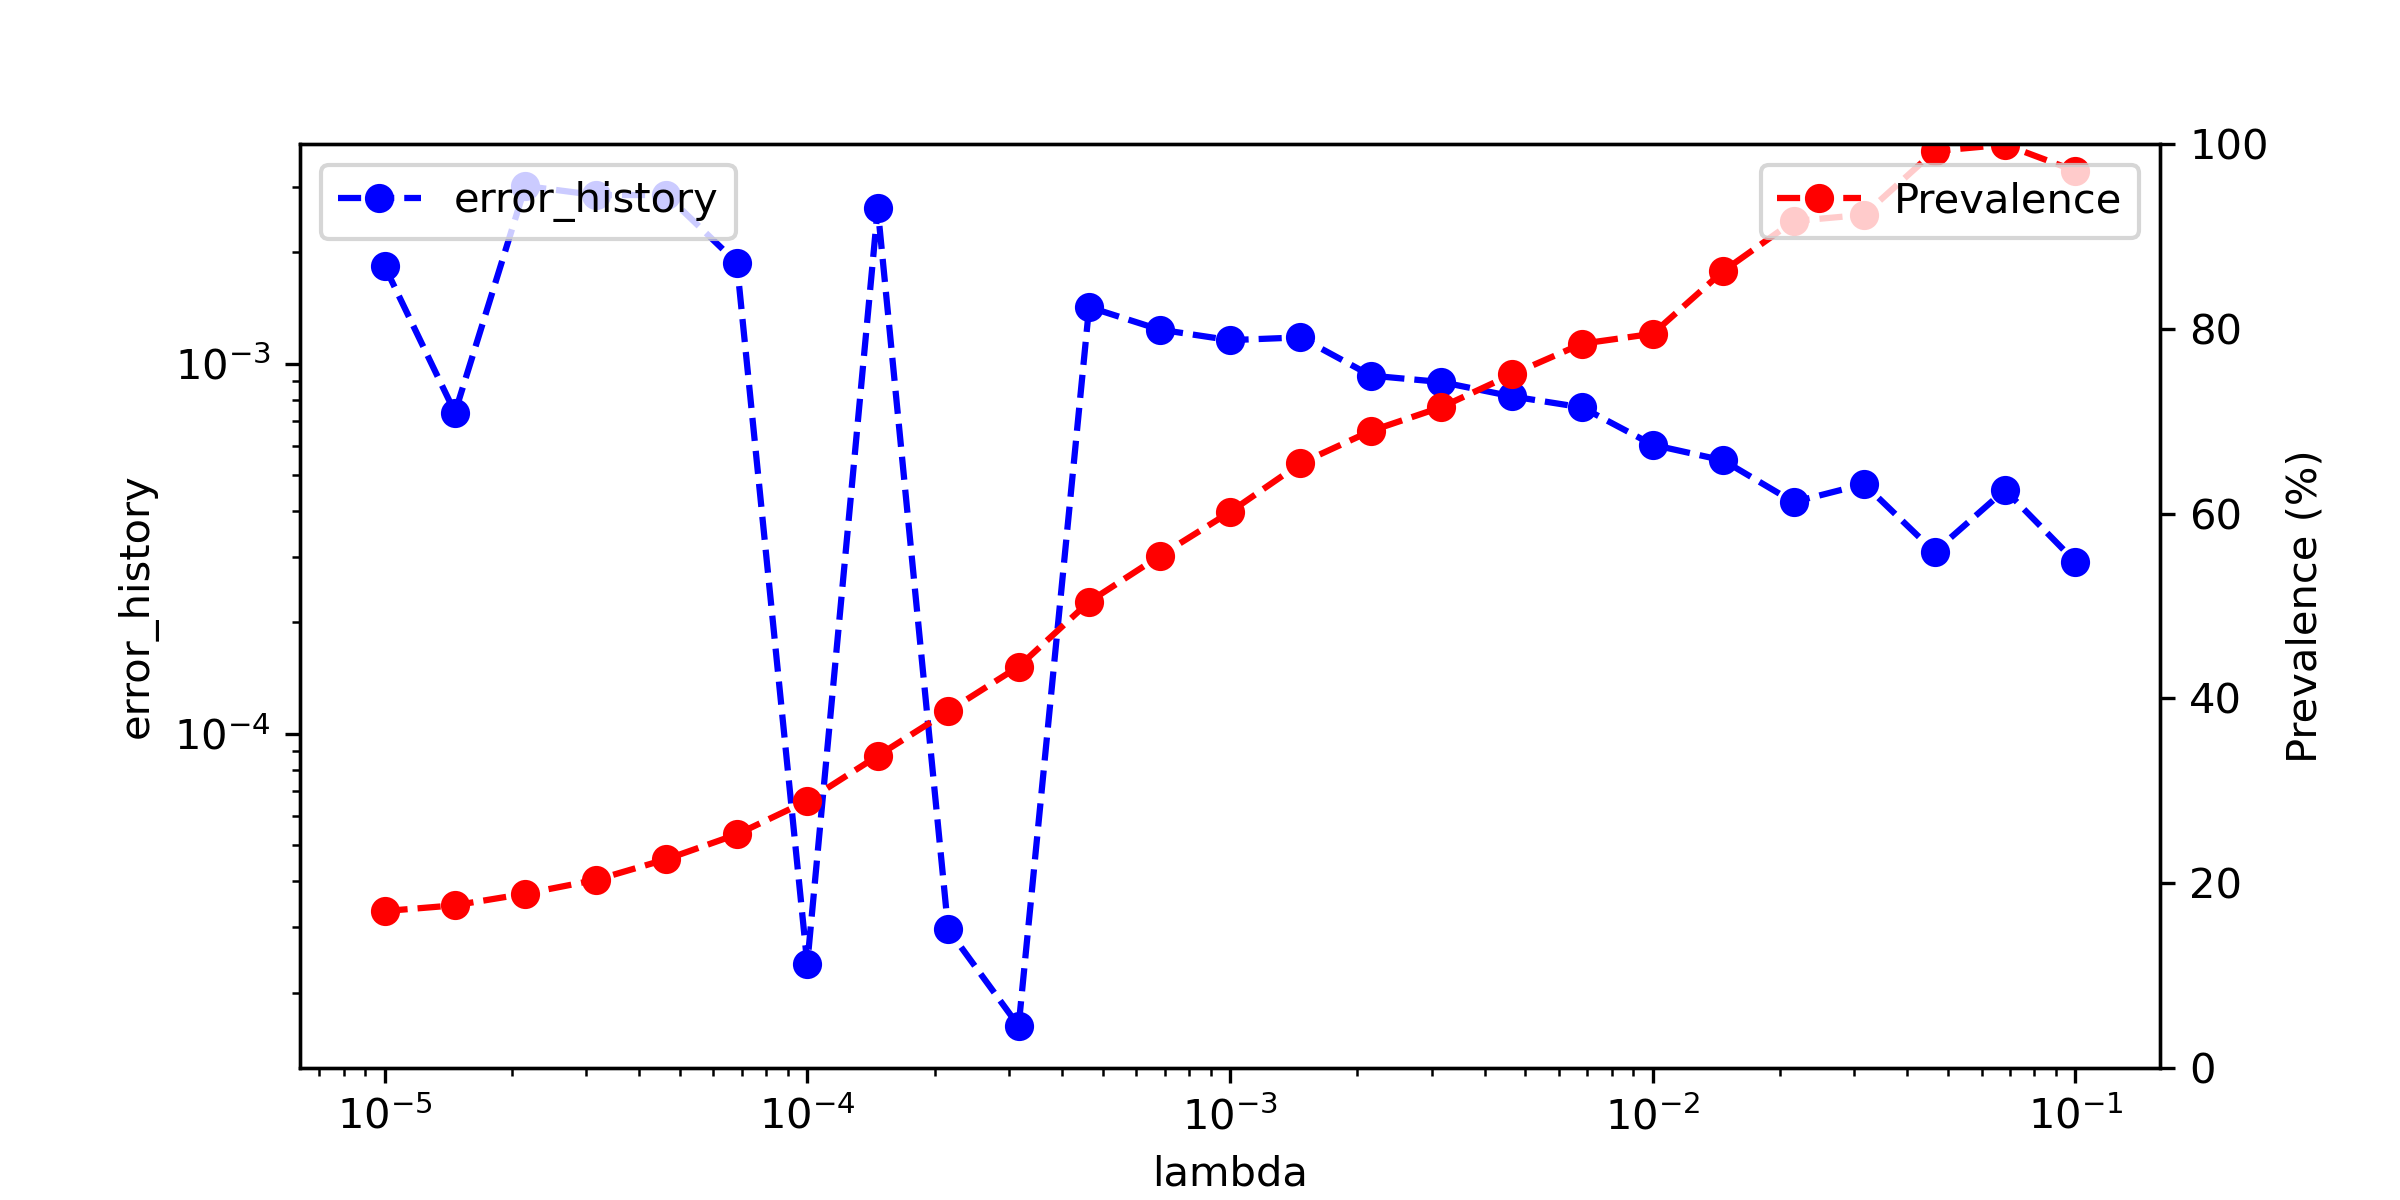 error_history
Prevalence
10⁻³
10⁻⁴
error_history
100
80
60
40
20
0
Prevalence (%)
10⁻⁵
10⁻⁴
10⁻³
10⁻²
10⁻¹
lambda